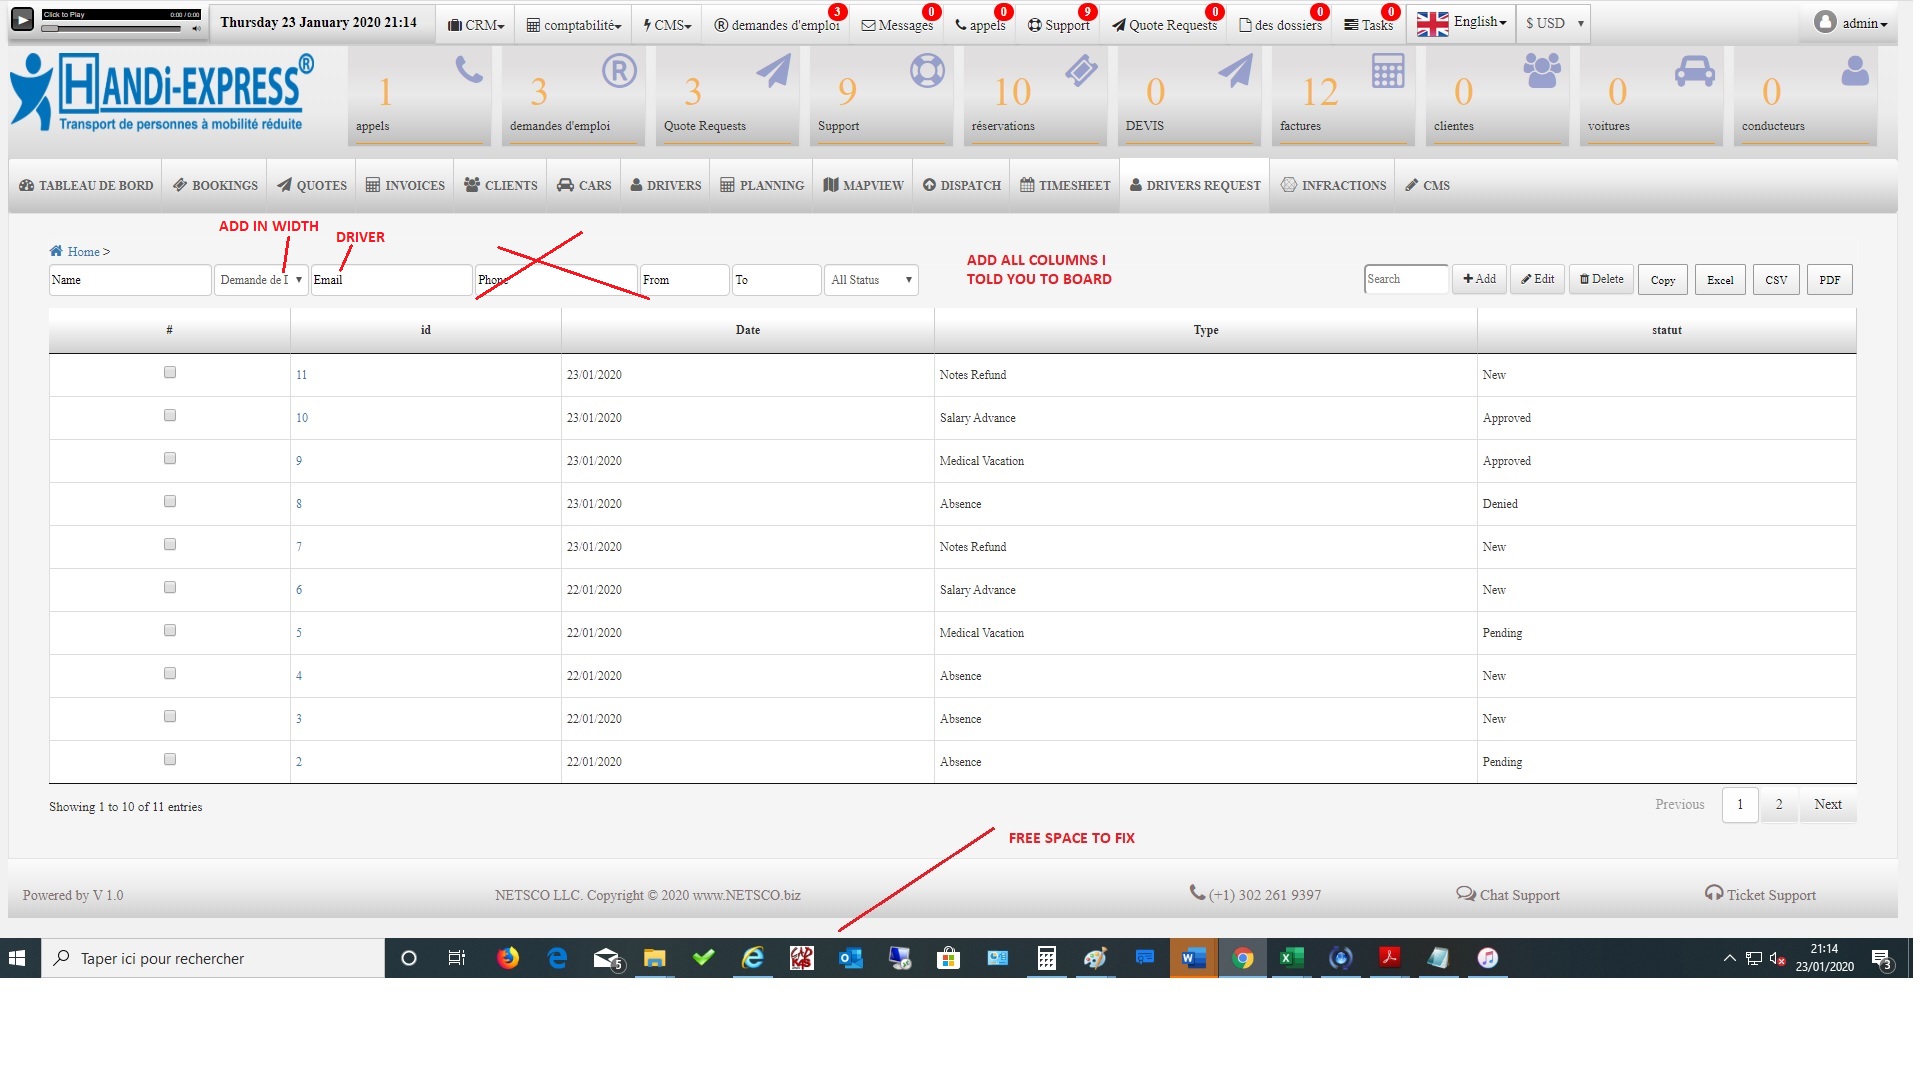 Click to Play 0:00 / 0:00
Thursday 23 January 2020 21:14
CRM
comptabilité
CMS
demandes d'emploi 3
Messages 0
appels 0
Support 9
Quote Requests 0
des dossiers 0
Tasks 0
English
$ USD
admin
HANDi-EXPRESS®
Transport de personnes à mobilité réduite
1
appels
3
®
demandes d'emploi
3
Quote Requests
9
Support
10
réservations
0
DEVIS
12
factures
0
clientes
0
voitures
0
conducteurs
TABLEAU DE BORD
BOOKINGS
QUOTES
INVOICES
CLIENTS
CARS
DRIVERS
PLANNING
MAPVIEW
DISPATCH
TIMESHEET
DRIVERS REQUEST
INFRACTIONS
CMS
ADD IN WIDTH
DRIVER
ADD ALL COLUMNS I
TOLD YOU TO BOARD
Home >
Name
Demande de
Email
Phone
From
To
All Status
Search
Add
Edit
Delete
Copy
Excel
CSV
PDF
# id Date Type statut
11 23/01/2020 Notes Refund New
10 23/01/2020 Salary Advance Approved
9 23/01/2020 Medical Vacation Approved
8 23/01/2020 Absence Denied
7 23/01/2020 Notes Refund New
6 22/01/2020 Salary Advance New
5 22/01/2020 Medical Vacation Pending
4 22/01/2020 Absence New
3 22/01/2020 Absence New
2 22/01/2020 Absence Pending
Showing 1 to 10 of 11 entries
Previous 1 2 Next
FREE SPACE TO FIX
Powered by V 1.0
NETSCO LLC. Copyright © 2020 www.NETSCO.biz
(+1) 302 261 9397
Chat Support
Ticket Support
Taper ici pour rechercher
5
21:14
23/01/2020
3